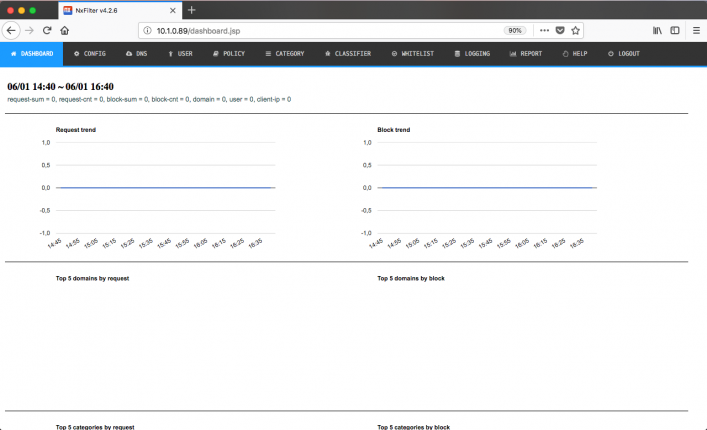 NxFilter v4.2.6
10.1.0.89/dashboard.jsp
90%
DASHBOARD CONFIG DNS USER POLICY CATEGORY CLASSIFIER WHITELIST LOGGING REPORT HELP LOGOUT
06/01 14:40 ~ 06/01 16:40
request-sum = 0, request-cnt = 0, block-sum = 0, block-cnt = 0, domain = 0, user = 0, client-ip = 0
Request trend
1,0
0,5
0,0
-0,5
-1,0
14:45 14:55 15:05 15:15 15:25 15:35 15:45 15:55 16:05 16:15 16:25 16:35
Block trend
1,0
0,5
0,0
-0,5
-1,0
14:45 14:55 15:05 15:15 15:25 15:35 15:45 15:55 16:05 16:15 16:25 16:35
Top 5 domains by request
Top 5 domains by block
Top 5 categories by request
Top 5 categories by block